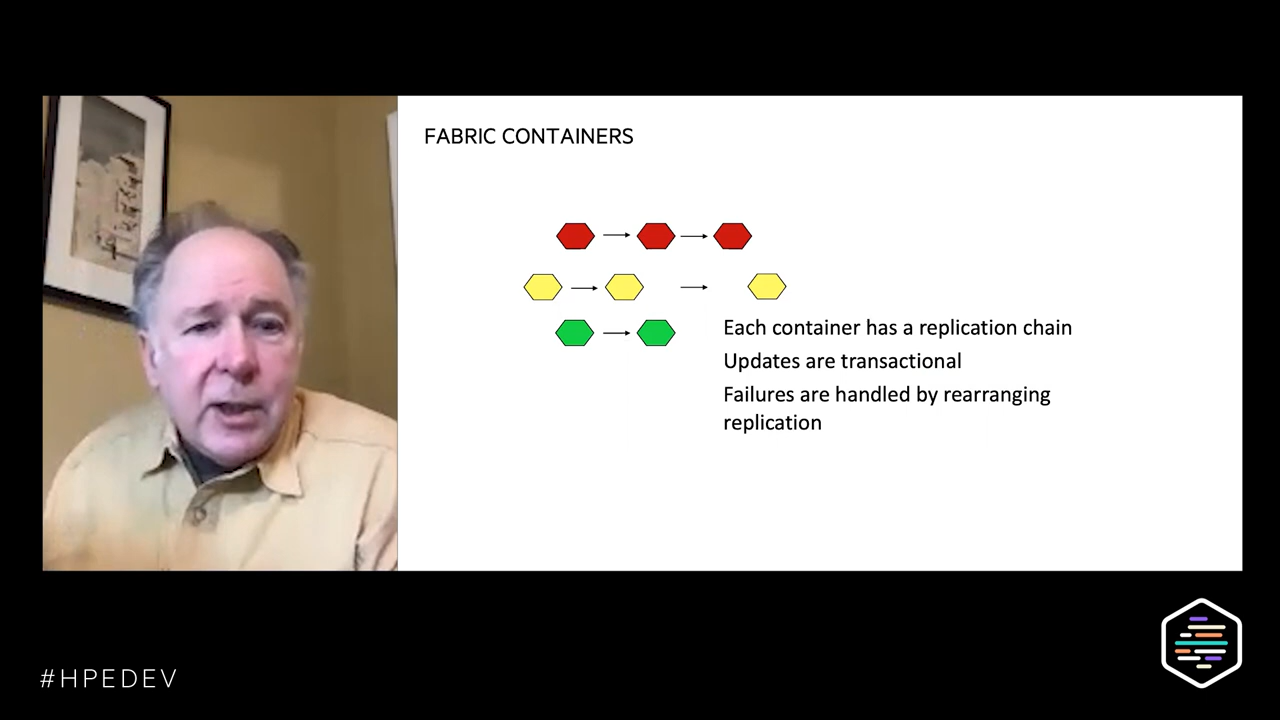 FABRIC CONTAINERS
Each container has a replication chain
Updates are transactional
Failures are handled by rearranging
replication
#HPEDEV